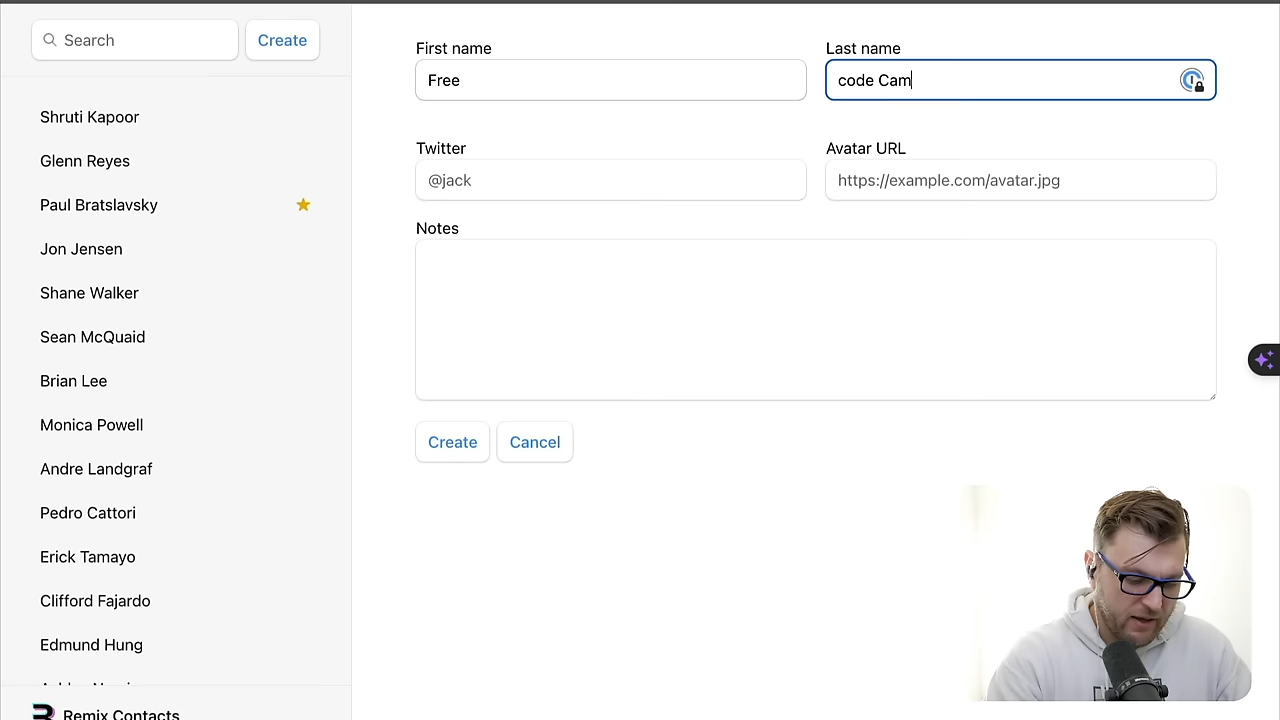 Search
Create
Shruti Kapoor
Glenn Reyes
Paul Bratslavsky
Jon Jensen
Shane Walker
Sean McQuaid
Brian Lee
Monica Powell
Andre Landgraf
Pedro Cattori
Erick Tamayo
Clifford Fajardo
Edmund Hung
Remix Contacts
First name
Free
Last name
code Cam
Twitter
@jack
Avatar URL
https://example.com/avatar.jpg
Notes
Create
Cancel